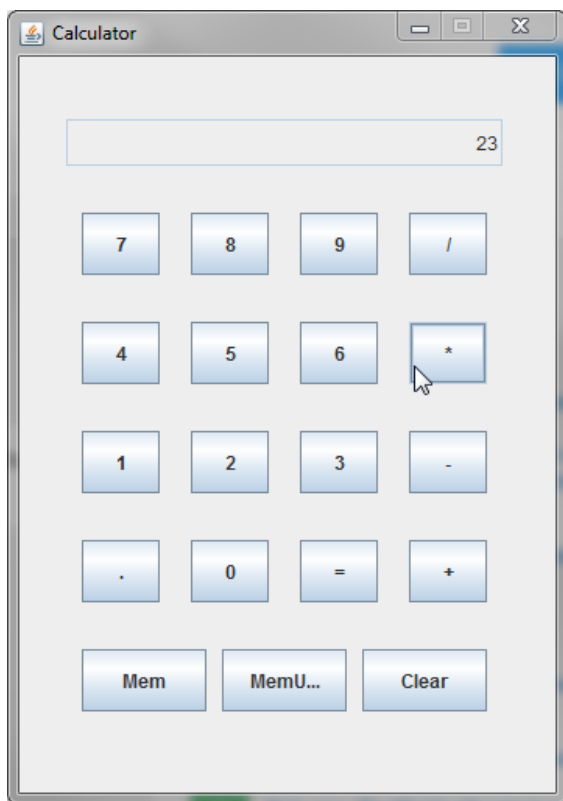 Calculator
23
7 8 9 /
4 5 6 *
1 2 3 -
. 0 = +
Mem MemU... Clear